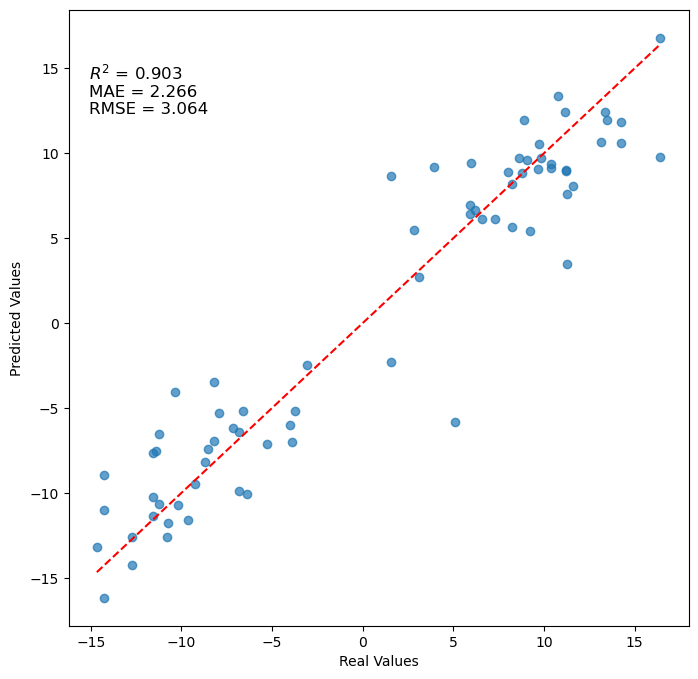 R² = 0.903
MAE = 2.266
RMSE = 3.064
15
10
5
0
−5
−10
−15
Predicted Values
−15 −10 −5 0 5 10 15
Real Values